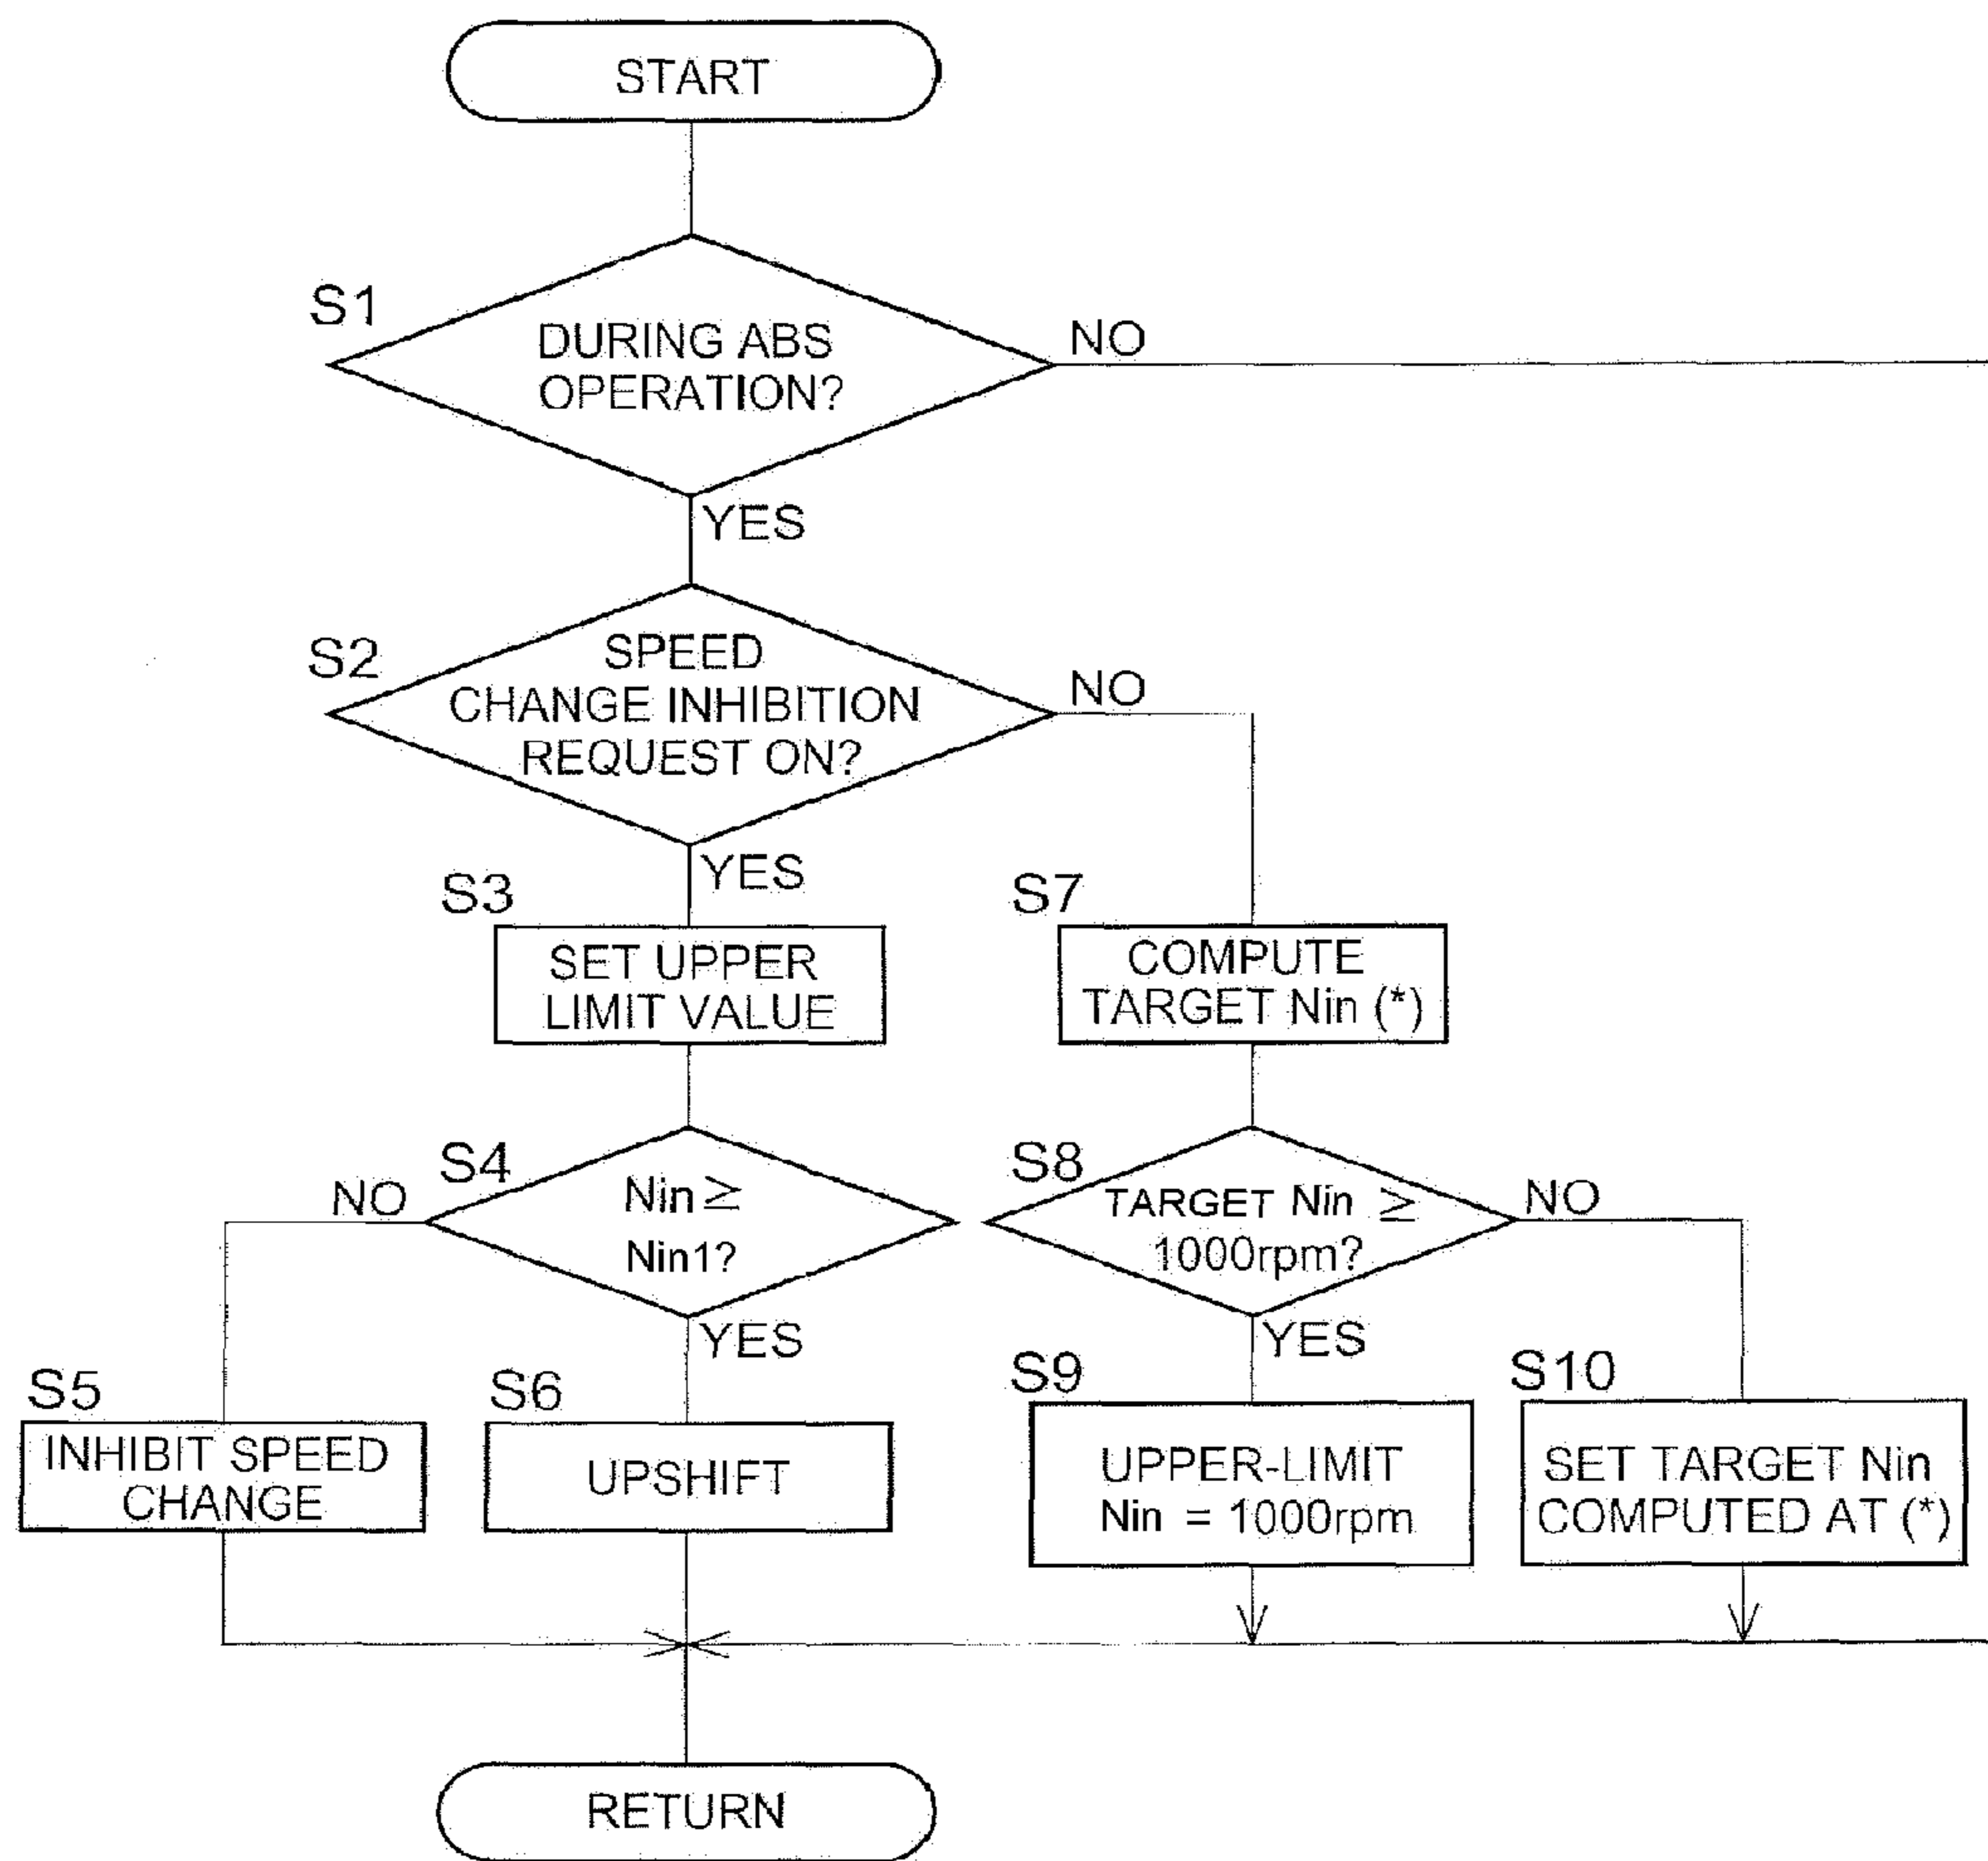 START
S1
DURING ABS
OPERATION?
NO
YES
S2
SPEED
CHANGE INHIBITION
REQUEST ON?
NO
YES
S3
SET UPPER
LIMIT VALUE
S7
COMPUTE
TARGET Nin (*)
S4
Nin ≥
Nin1?
NO
YES
S8
TARGET Nin ≥
1000rpm?
NO
YES
S5
INHIBIT SPEED
CHANGE
S6
UPSHIFT
S9
UPPER-LIMIT
Nin = 1000rpm
S10
SET TARGET Nin
COMPUTED AT (*)
RETURN